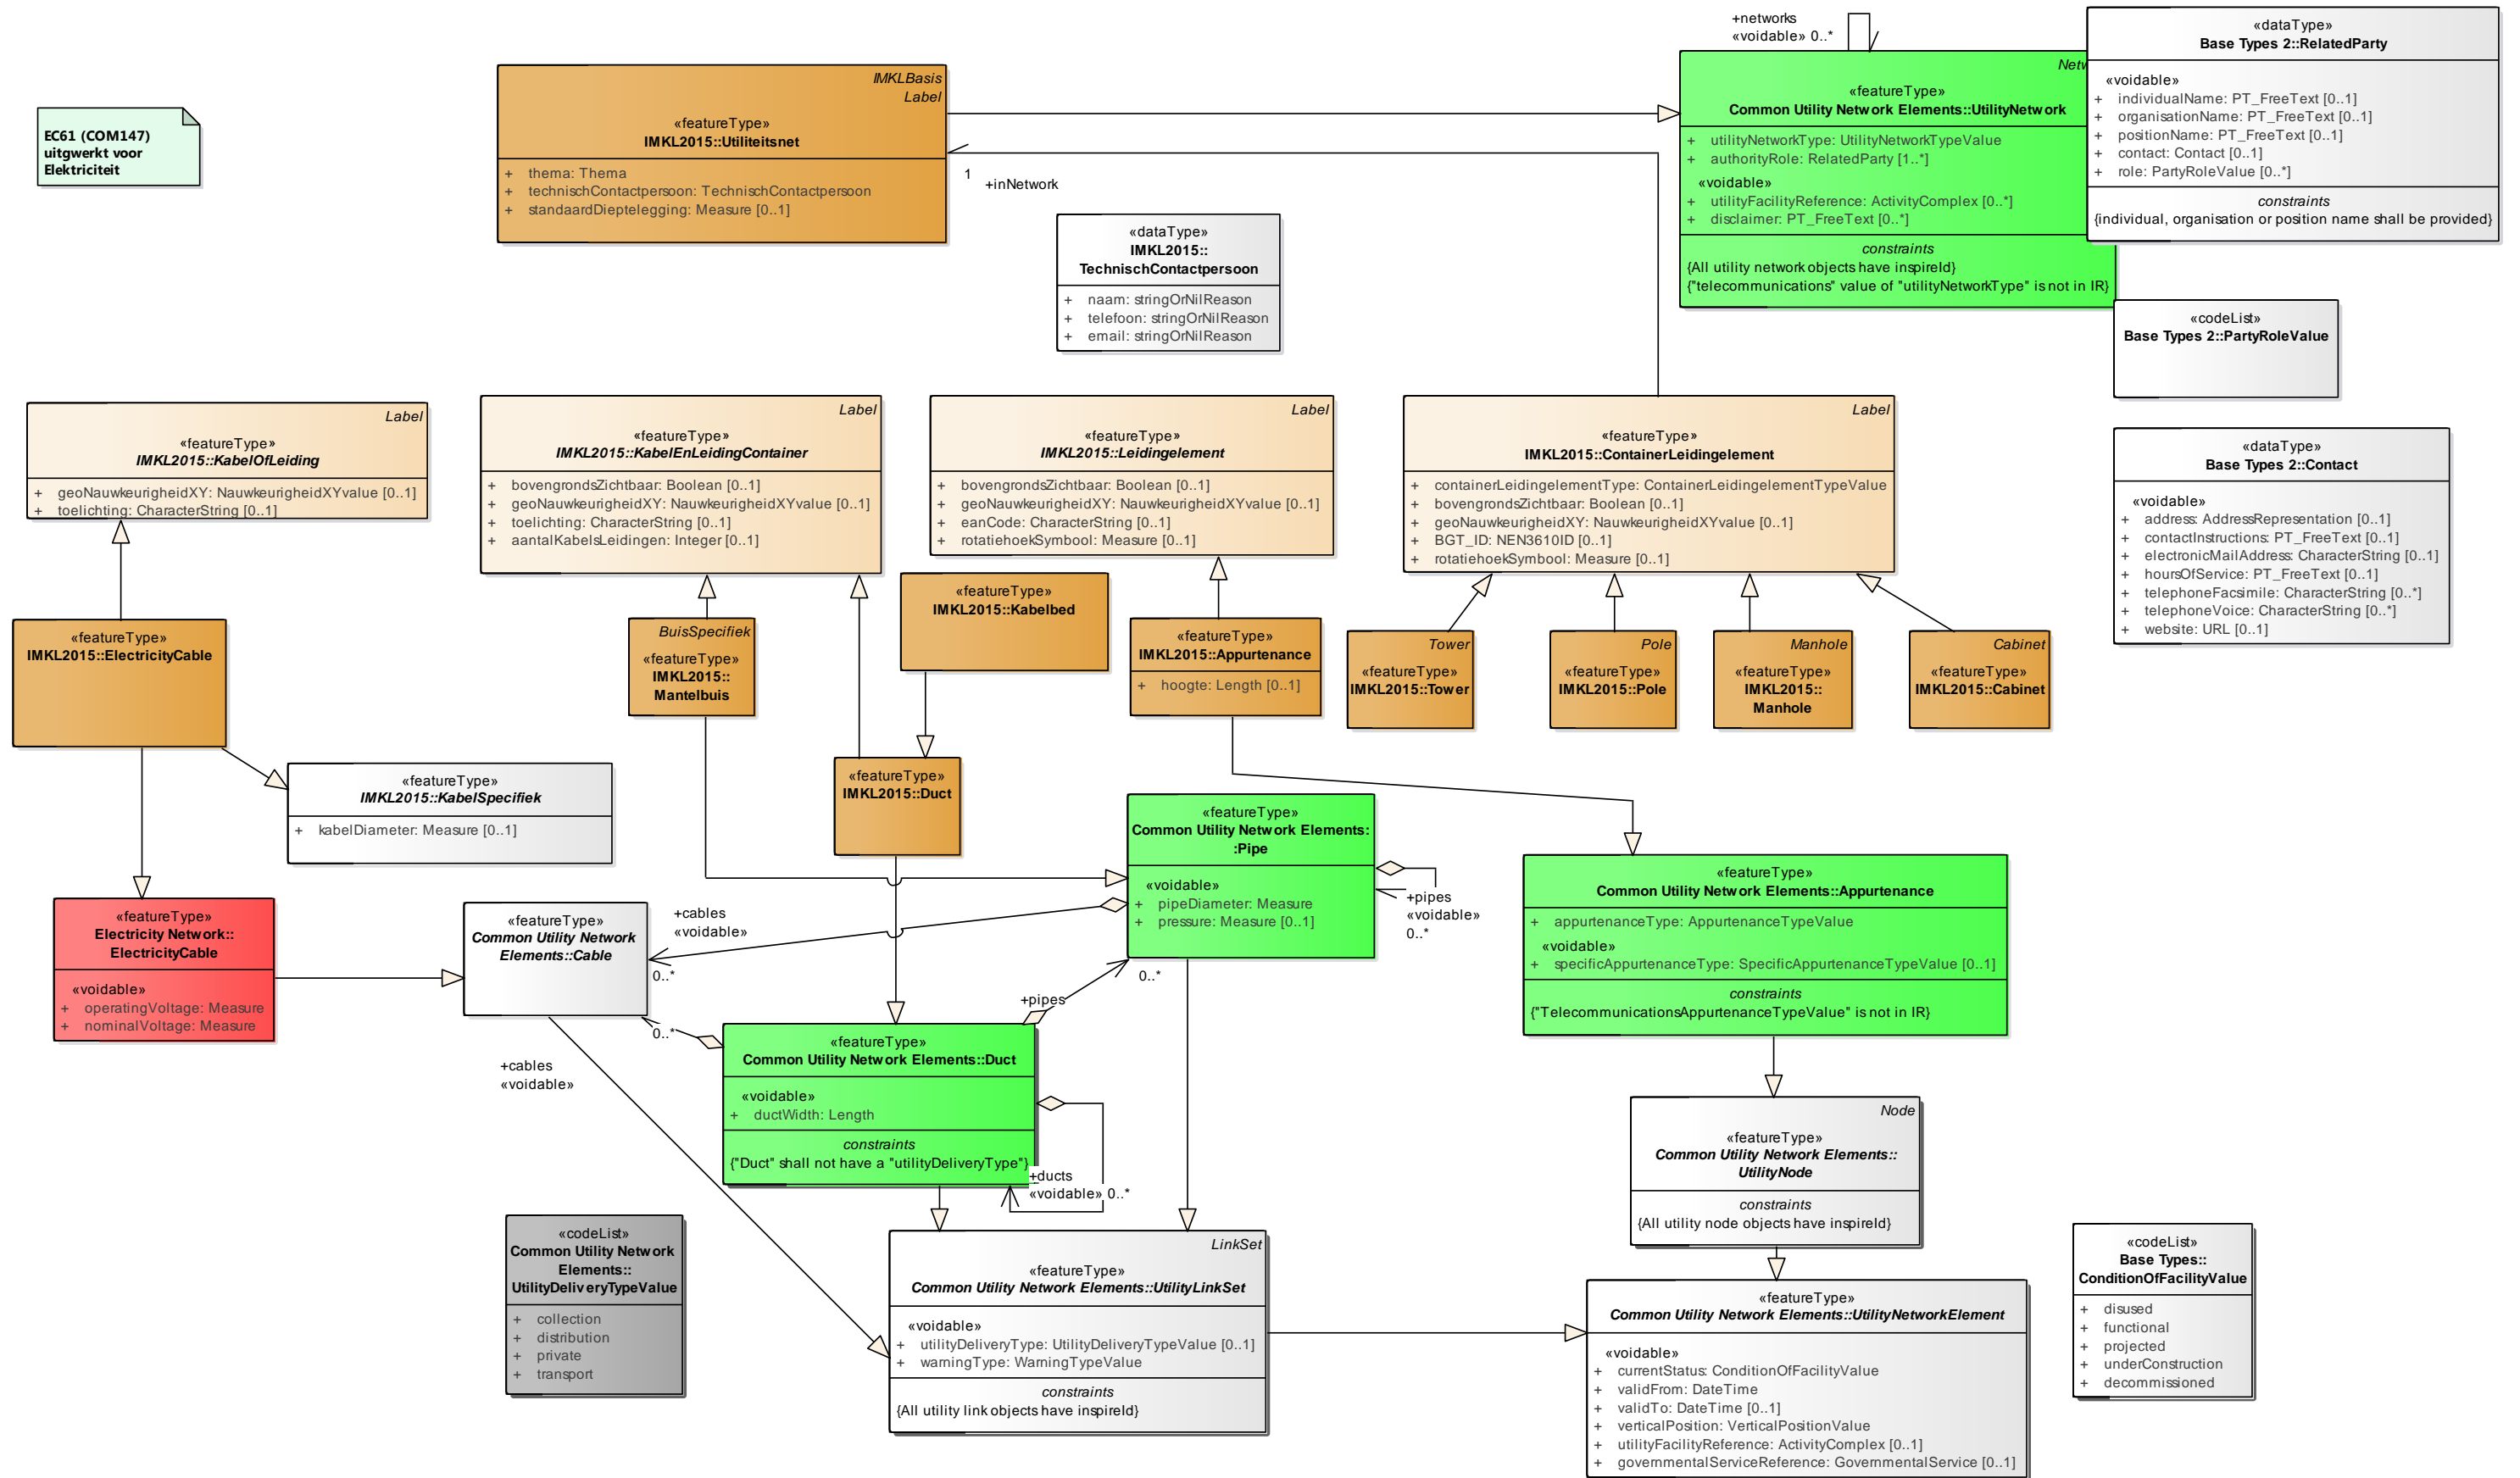 EC61 (COM147)
uitgwerkt voor
Elektriciteit
IMKLBasis
Label
«featureType»
IMKL2015::Utiliteitsnet
+ thema: Thema
+ technischContactpersoon: TechnischContactpersoon
+ standaardDieptelegging: Measure [0..1]
1
+inNetwork
+networks
«voidable» 0..*
«featureType»
Common Utility Network Elements::UtilityNetwork
+ utilityNetworkType: UtilityNetworkTypeValue
+ authorityRole: RelatedParty [1..*]
«voidable»
+ utilityFacilityReference: ActivityComplex [0..*]
+ disclaimer: PT_FreeText [0..*]
constraints
{All utility network objects have inspireId}
{"telecommunications" value of "utilityNetworkType" is not in IR}
«dataType»
Base Types 2::RelatedParty
«voidable»
+ individualName: PT_FreeText [0..1]
+ organisationName: PT_FreeText [0..1]
+ positionName: PT_FreeText [0..1]
+ contact: Contact [0..1]
+ role: PartyRoleValue [0..*]
constraints
{individual, organisation or position name shall be provided}
«dataType»
IMKL2015::
TechnischContactpersoon
+ naam: stringOrNilReason
+ telefoon: stringOrNilReason
+ email: stringOrNilReason
«codeList»
Base Types 2::PartyRoleValue
Label
«featureType»
IMKL2015::KabelOfLeiding
+ geoNauwkeurigheidXY: NauwkeurigheidXYvalue [0..1]
+ toelichting: CharacterString [0..1]
Label
«featureType»
IMKL2015::KabelEnLeidingContainer
+ bovengrondsZichtbaar: Boolean [0..1]
+ geoNauwkeurigheidXY: NauwkeurigheidXYvalue [0..1]
+ toelichting: CharacterString [0..1]
+ aantalKabelsLeidingen: Integer [0..1]
Label
«featureType»
IMKL2015::Leidingelement
+ bovengrondsZichtbaar: Boolean [0..1]
+ geoNauwkeurigheidXY: NauwkeurigheidXYvalue [0..1]
+ eanCode: CharacterString [0..1]
+ rotatiehoekSymbool: Measure [0..1]
Label
«featureType»
IMKL2015::ContainerLeidingelement
+ containerLeidingelementType: ContainerLeidingelementTypeValue
+ bovengrondsZichtbaar: Boolean [0..1]
+ geoNauwkeurigheidXY: NauwkeurigheidXYvalue [0..1]
+ BGT_ID: NEN3610ID [0..1]
+ rotatiehoekSymbool: Measure [0..1]
«dataType»
Base Types 2::Contact
«voidable»
+ address: AddressRepresentation [0..1]
+ contactInstructions: PT_FreeText [0..1]
+ electronicMailAddress: CharacterString [0..1]
+ hoursOfService: PT_FreeText [0..1]
+ telephoneFacsimile: CharacterString [0..*]
+ telephoneVoice: CharacterString [0..*]
+ website: URL [0..1]
«featureType»
IMKL2015::ElectricityCable
BuisSpecifiek
«featureType»
IMKL2015::
Mantelbuis
«featureType»
IMKL2015::Kabelbed
«featureType»
IMKL2015::Appurtenance
+ hoogte: Length [0..1]
Tower
«featureType»
IMKL2015::Tower
Pole
«featureType»
IMKL2015::Pole
Manhole
«featureType»
IMKL2015::
Manhole
Cabinet
«featureType»
IMKL2015::Cabinet
«featureType»
IMKL2015::KabelSpecifiek
+ kabelDiameter: Measure [0..1]
«featureType»
IMKL2015::Duct
«featureType»
Common Utility Network Elements:
:Pipe
«voidable»
+ pipeDiameter: Measure
+ pressure: Measure [0..1]
+pipes
«voidable»
0..*
«featureType»
Common Utility Network Elements::Appurtenance
+ appurtenanceType: AppurtenanceTypeValue
«voidable»
+ specificAppurtenanceType: SpecificAppurtenanceTypeValue [0..1]
constraints
{"TelecommunicationsAppurtenanceTypeValue" is not in IR}
«featureType»
Electricity Network::
ElectricityCable
«voidable»
+ operatingVoltage: Measure
+ nominalVoltage: Measure
«featureType»
Common Utility Network
Elements::Cable
+cables
«voidable»
0..*
0..*
+pipes
0..*
+cables
«voidable»
«featureType»
Common Utility Network Elements::Duct
«voidable»
+ ductWidth: Length
constraints
{"Duct" shall not have a "utilityDeliveryType"}
+ducts
«voidable» 0..*
Node
«featureType»
Common Utility Network Elements::
UtilityNode
constraints
{All utility node objects have inspireId}
«codeList»
Common Utility Network
Elements::
UtilityDeliveryTypeValue
+ collection
+ distribution
+ private
+ transport
LinkSet
«featureType»
Common Utility Network Elements::UtilityLinkSet
«voidable»
+ utilityDeliveryType: UtilityDeliveryTypeValue [0..1]
+ warningType: WarningTypeValue
constraints
{All utility link objects have inspireId}
«featureType»
Common Utility Network Elements::UtilityNetworkElement
«voidable»
+ currentStatus: ConditionOfFacilityValue
+ validFrom: DateTime
+ validTo: DateTime [0..1]
+ verticalPosition: VerticalPositionValue
+ utilityFacilityReference: ActivityComplex [0..1]
+ governmentalServiceReference: GovernmentalService [0..1]
«codeList»
Base Types::
ConditionOfFacilityValue
+ disused
+ functional
+ projected
+ underConstruction
+ decommissioned